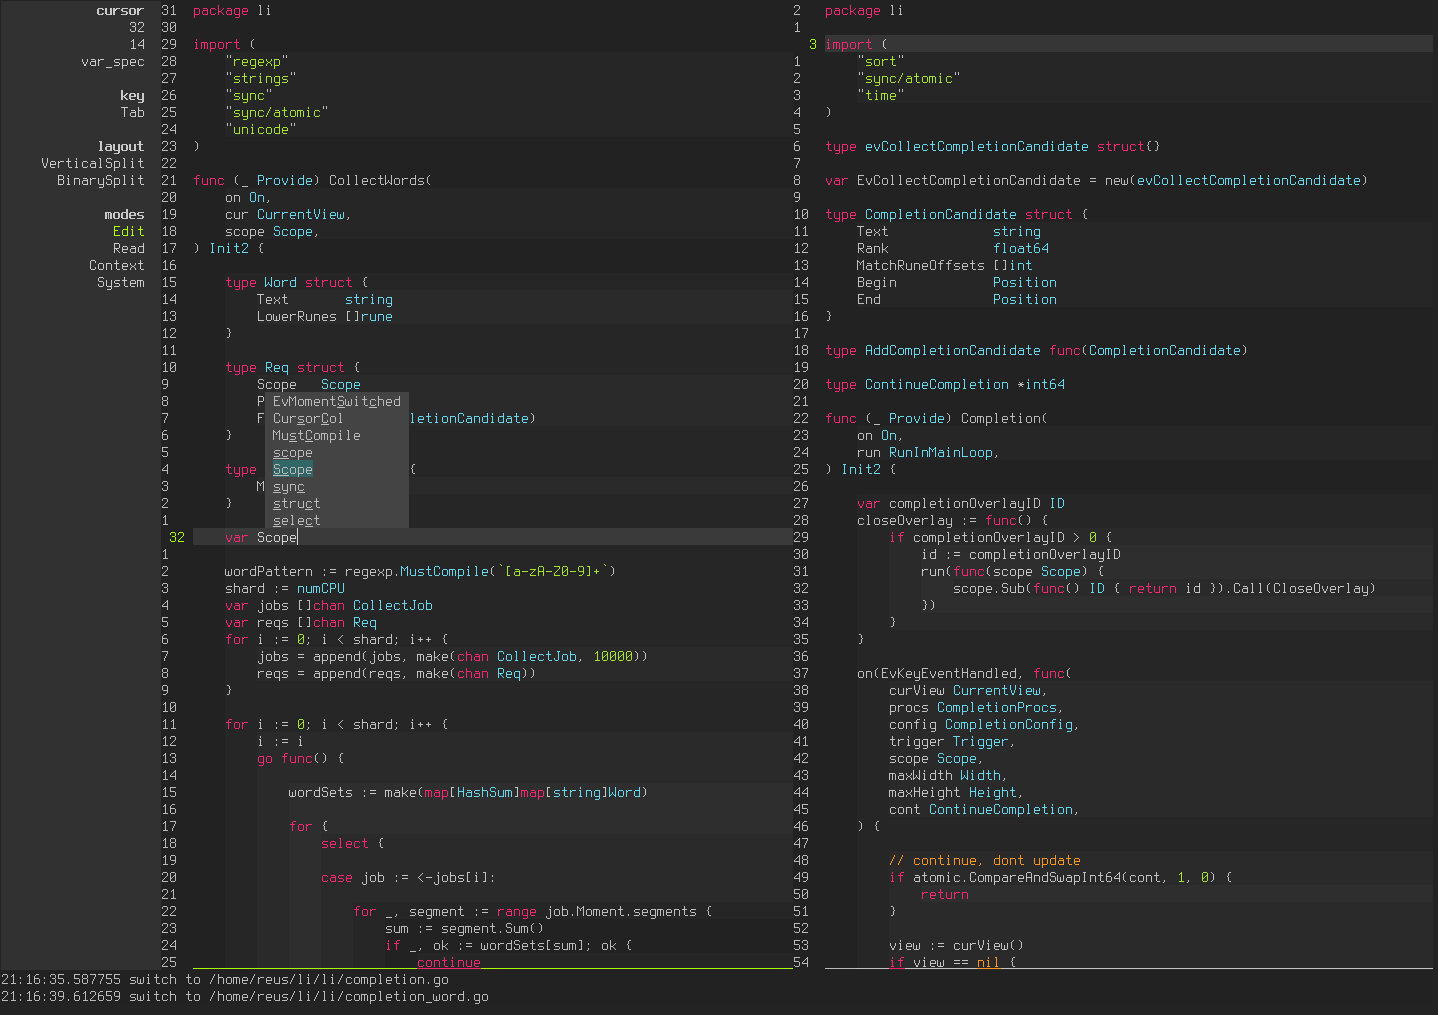 cursor
32
14
var_spec
key
Tab
layout
VerticalSplit
BinarySplit
modes
Edit
Read
Context
System
31 package li
30
29 import (
28     "regexp"
27     "strings"
26     "sync"
25     "sync/atomic"
24     "unicode"
23 )
22
21 func (_ Provide) CollectWords(
20     on On,
19     cur CurrentView,
18     scope Scope,
17 ) Init2 {
16
15     type Word struct {
14         Text       string
13         LowerRunes []rune
12     }
11
10     type Req struct {
9         Scope   Scope
8         P
7         F                  letionCandidate)
6     }
5
4     type                    {
3         M
2     }
1
32     var Scope
1
2     wordPattern := regexp.MustCompile(`[a-zA-Z0-9]+`)
3     shard := numCPU
4     var jobs []chan CollectJob
5     var reqs []chan Req
6     for i := 0; i < shard; i++ {
7         jobs = append(jobs, make(chan CollectJob, 10000))
8         reqs = append(reqs, make(chan Req))
9     }
10
11     for i := 0; i < shard; i++ {
12         i := i
13         go func() {
14
15             wordSets := make(map[HashSum]map[string]Word)
16
17             for {
18                 select {
19
20                 case job := <-jobs[i]:
21
22                     for _, segment := range job.Moment.segments {
23                         sum := segment.Sum()
24                         if _, ok := wordSets[sum]; ok {
25                             continue
EvMomentSwitched
CursorCol
MustCompile
scope
Scope
sync
struct
select
2 package li
1
3 import (
1     "sort"
2     "sync/atomic"
3     "time"
4 )
5
6 type evCollectCompletionCandidate struct{}
7
8 var EvCollectCompletionCandidate = new(evCollectCompletionCandidate)
9
10 type CompletionCandidate struct {
11     Text             string
12     Rank             float64
13     MatchRuneOffsets []int
14     Begin            Position
15     End              Position
16 }
17
18 type AddCompletionCandidate func(CompletionCandidate)
19
20 type ContinueCompletion *int64
21
22 func (_ Provide) Completion(
23     on On,
24     run RunInMainLoop,
25 ) Init2 {
26
27     var completionOverlayID ID
28     closeOverlay := func() {
29         if completionOverlayID > 0 {
30             id := completionOverlayID
31             run(func(scope Scope) {
32                 scope.Sub(func() ID { return id }).Call(CloseOverlay)
33             })
34         }
35     }
36
37     on(EvKeyEventHandled, func(
38         curView CurrentView,
39         procs CompletionProcs,
40         config CompletionConfig,
41         trigger Trigger,
42         scope Scope,
43         maxWidth Width,
44         maxHeight Height,
45         cont ContinueCompletion,
46     ) {
47
48         // continue, dont update
49         if atomic.CompareAndSwapInt64(cont, 1, 0) {
50             return
51         }
52
53         view := curView()
54         if view == nil {
21:16:35.587755 switch to /home/reus/li/li/completion.go
21:16:39.612659 switch to /home/reus/li/li/completion_word.go